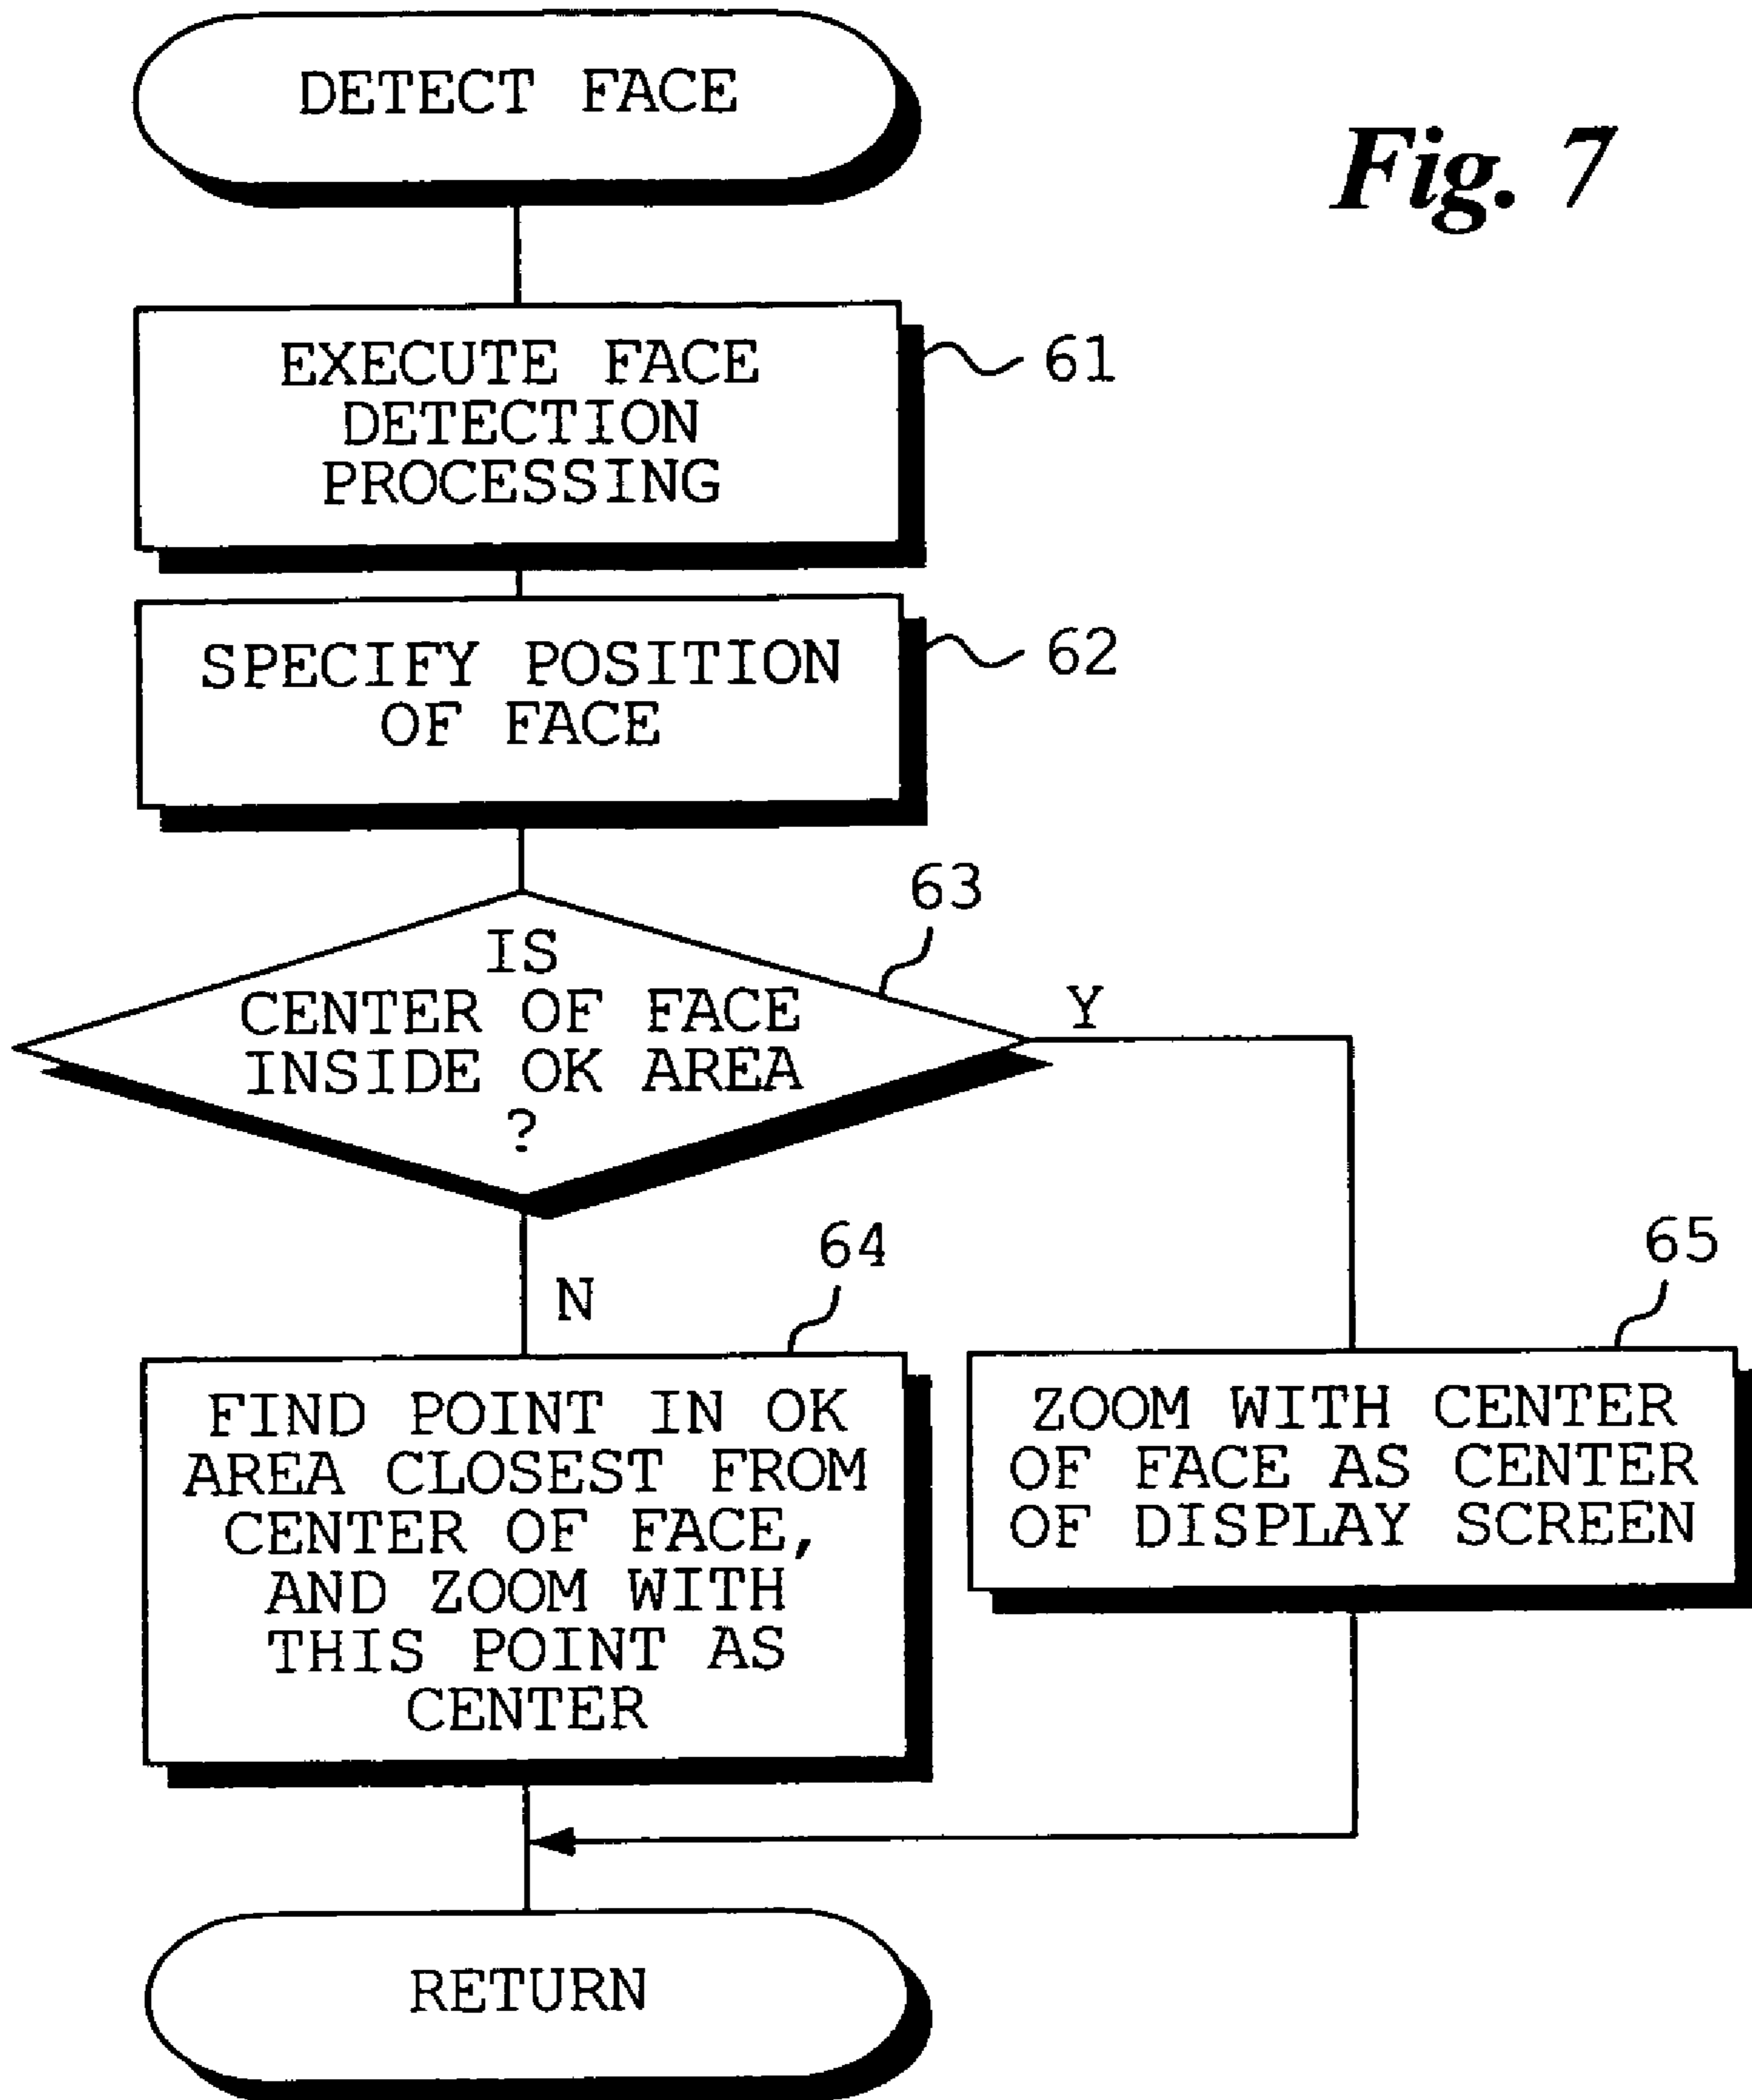 DETECT FACE
Fig. 7
EXECUTE FACE
DETECTION
PROCESSING
61
SPECIFY POSITION
OF FACE
62
63
IS
CENTER OF FACE
INSIDE OK AREA
?
Y
N
64
FIND POINT IN OK
AREA CLOSEST FROM
CENTER OF FACE,
AND ZOOM WITH
THIS POINT AS
CENTER
65
ZOOM WITH CENTER
OF FACE AS CENTER
OF DISPLAY SCREEN
RETURN